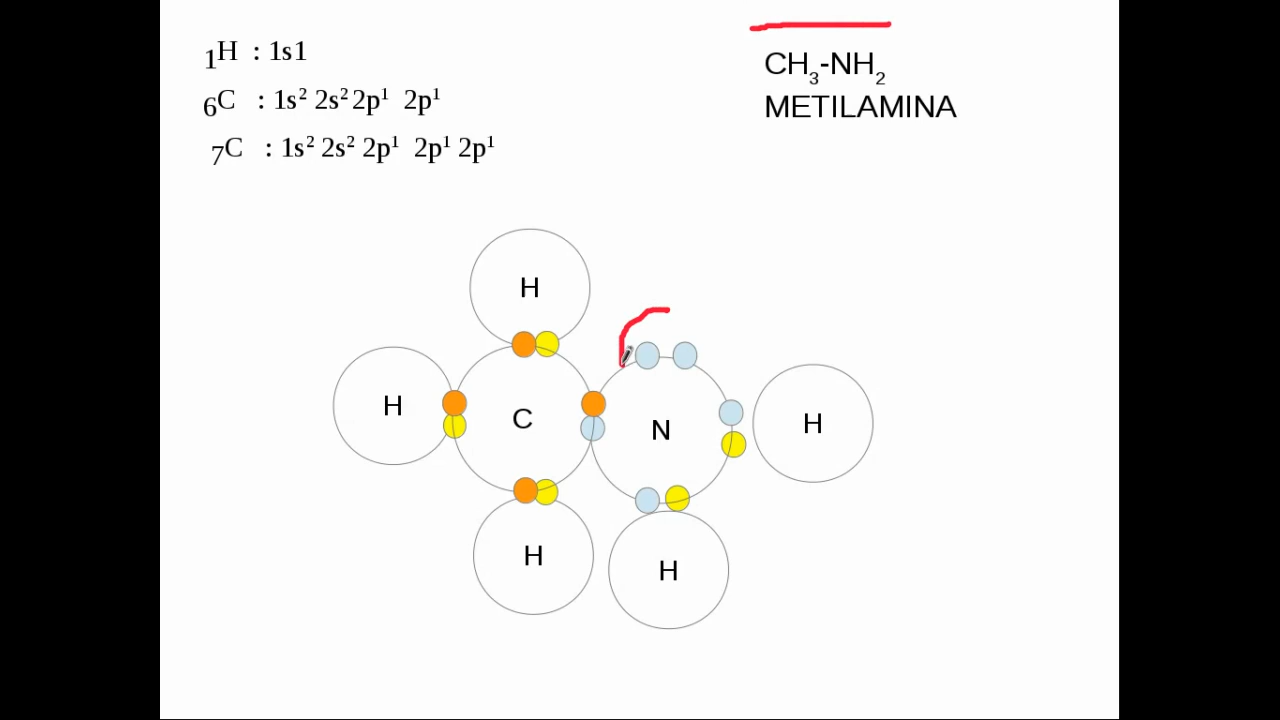 ₁H : 1s1
₆C : 1s² 2s² 2p¹ 2p¹
₇C : 1s² 2s² 2p¹ 2p¹ 2p¹
CH₃-NH₂
METILAMINA
H
H
C
N
H
H
H